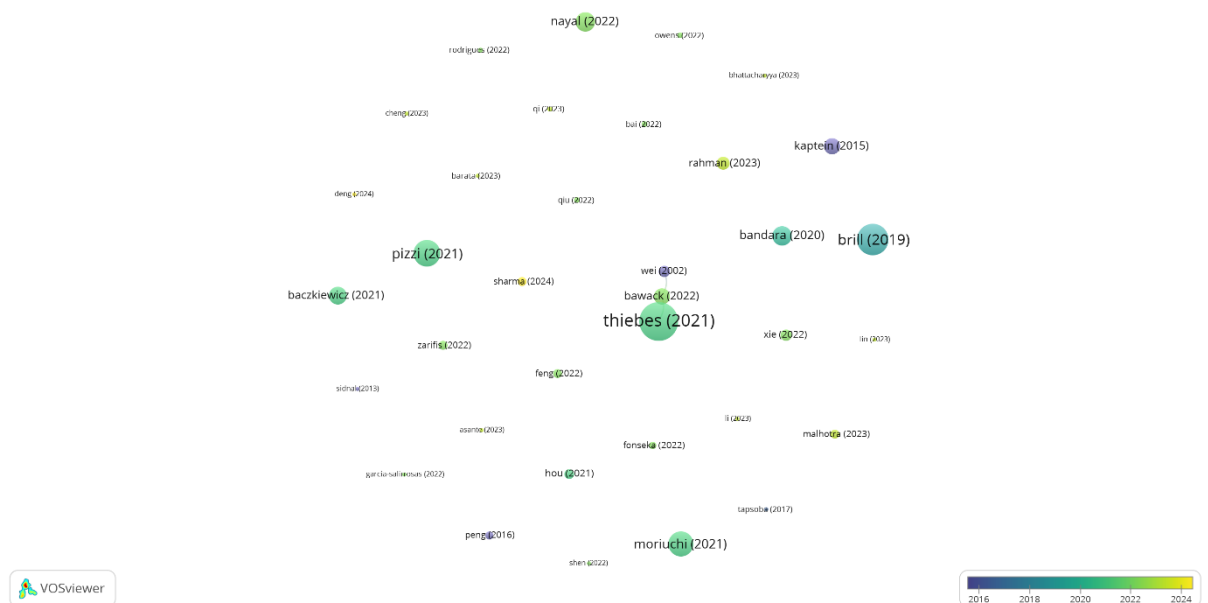 nayal (2022)
owens (2022)
rodrigues (2022)
bhattacharyya (2023)
qi (2023)
cheng (2023)
bai (2022)
kaptein (2015)
rahman (2023)
barata (2023)
deng (2024)
qiu (2022)
bandara (2020)
brill (2019)
pizzi (2021)
wei (2002)
sharma (2024)
baczkiewicz (2021)
bawack (2022)
thiebes (2021)
xie (2022)
lin (2023)
zarifis (2022)
feng (2022)
sidnal (2013)
li (2023)
asante (2023)
malhotra (2023)
fonseka (2022)
garcia-salirrosas (2022)
hou (2021)
tapsoba (2017)
peng (2016)
moriuchi (2021)
shen (2022)
VOSviewer
2016 2018 2020 2022 2024